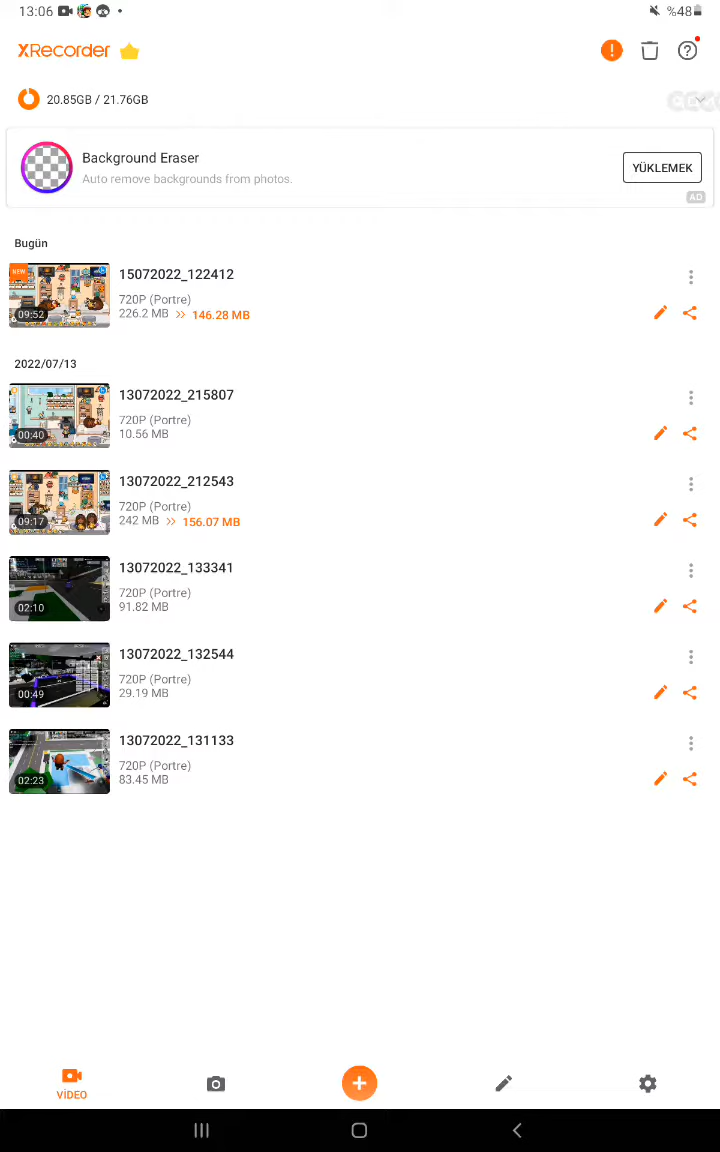 13:06 %48
XRecorder
20.85GB / 21.76GB
Background Eraser
Auto remove backgrounds from photos.
YÜKLEMEK
AD
Bugün
NEW
09:52
15072022_122412
720P (Portre)
226.2 MB >> 146.28 MB
2022/07/13
00:40
13072022_215807
720P (Portre)
10.56 MB
09:17
13072022_212543
720P (Portre)
242 MB >> 156.07 MB
02:10
13072022_133341
720P (Portre)
91.82 MB
00:49
13072022_132544
720P (Portre)
29.19 MB
02:23
13072022_131133
720P (Portre)
83.45 MB
VİDEO